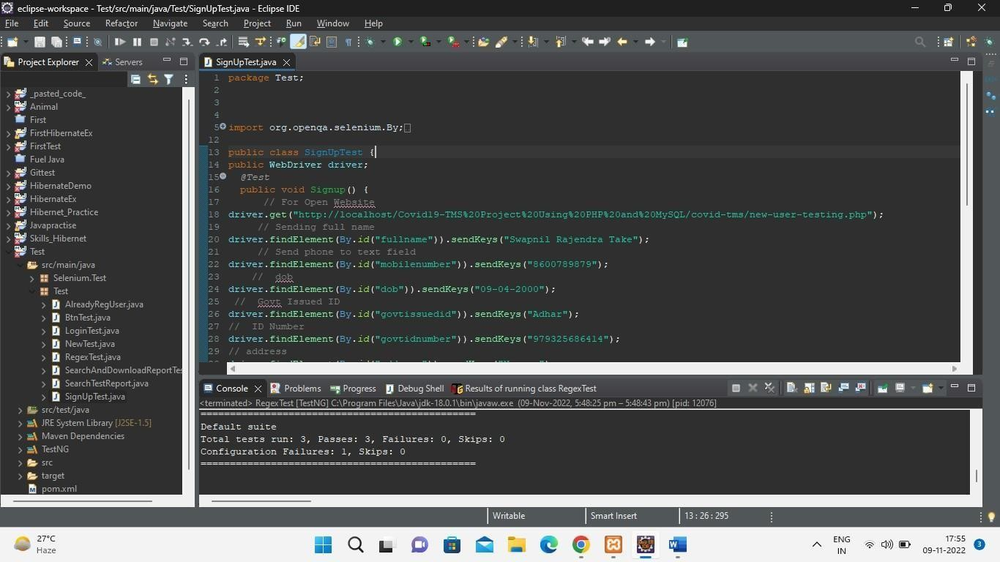 eclipse-workspace - Test/src/main/java/Test/SignUpTest.java - Eclipse IDE
File Edit Source Refactor Navigate Search Project Run Window Help
Project Explorer Servers
_pasted_code_
Animal
First
FirstHibernateEx
FirstTest
Fuel Java
Gittest
HibernateDemo
HibernateEx
Hibernet_Practice
Javapractise
Skills_Hibernet
Test
src/main/java
Selenium.Test
Test
AlreadyRegUser.java
BtnTest.java
LoginTest.java
NewTest.java
RegexTest.java
SearchAndDownloadReportTes
SearchTestReport.java
SignUpTest.java
src/test/java
JRE System Library [J2SE-1.5]
Maven Dependencies
TestNG
src
target
pom.xml
SignUpTest.java
1 package Test;
2
3
4
5 import org.openqa.selenium.By;
12
13 public class SignUpTest {
14 public WebDriver driver;
15 @Test
16 public void Signup() {
17 // For Open Website
18 driver.get("http://localhost/Covid19-TMS%20Project%20Using%20PHP%20and%20MySQL/covid-tms/new-user-testing.php");
19 // Sending full name
20 driver.findElement(By.id("fullname")).sendKeys("Swapnil Rajendra Take");
21 // Send phone to text field
22 driver.findElement(By.id("mobilenumber")).sendKeys("8600789879");
23 // dob
24 driver.findElement(By.id("dob")).sendKeys("09-04-2000");
25 // Govt Issued ID
26 driver.findElement(By.id("govtissuedid")).sendKeys("Adhar");
27 // ID Number
28 driver.findElement(By.id("govtidnumber")).sendKeys("979325686414");
29 // address
Console Problems Progress Debug Shell Results of running class RegexTest
<terminated> RegexTest [TestNG] C:\Program Files\Java\jdk-18.0.1\bin\javaw.exe (09-Nov-2022, 5:48:25 pm – 5:48:43 pm) [pid: 12076]
===============================================
Default suite
Total tests run: 3, Passes: 3, Failures: 0, Skips: 0
Configuration Failures: 1, Skips: 0
===============================================
Writable Smart Insert 13 : 26 : 295
27°C
Haze
ENG
IN
17:55
09-11-2022
3